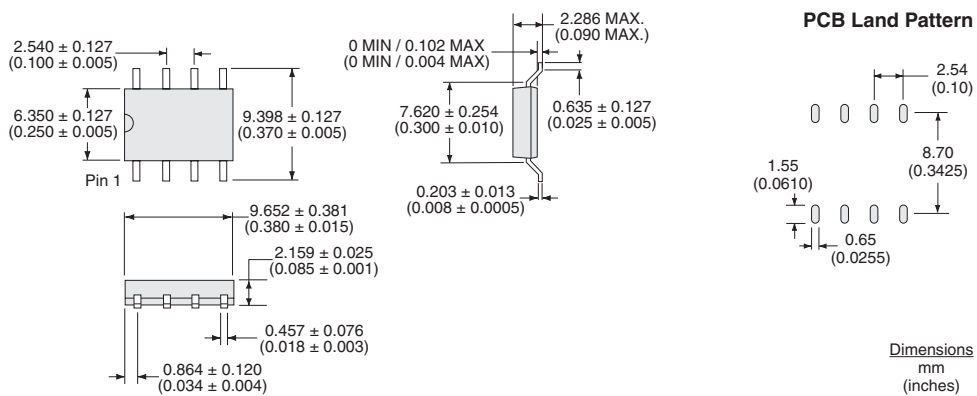 2.540 ± 0.127
(0.100 ± 0.005)
6.350 ± 0.127
(0.250 ± 0.005)
9.398 ± 0.127
(0.370 ± 0.005)
Pin 1
2.286 MAX.
(0.090 MAX.)
0 MIN / 0.102 MAX
(0 MIN / 0.004 MAX)
7.620 ± 0.254
(0.300 ± 0.010)
0.635 ± 0.127
(0.025 ± 0.005)
0.203 ± 0.013
(0.008 ± 0.0005)
9.652 ± 0.381
(0.380 ± 0.015)
2.159 ± 0.025
(0.085 ± 0.001)
0.457 ± 0.076
(0.018 ± 0.003)
0.864 ± 0.120
(0.034 ± 0.004)
PCB Land Pattern
2.54
(0.10)
8.70
(0.3425)
1.55
(0.0610)
0.65
(0.0255)
Dimensions
mm
(inches)